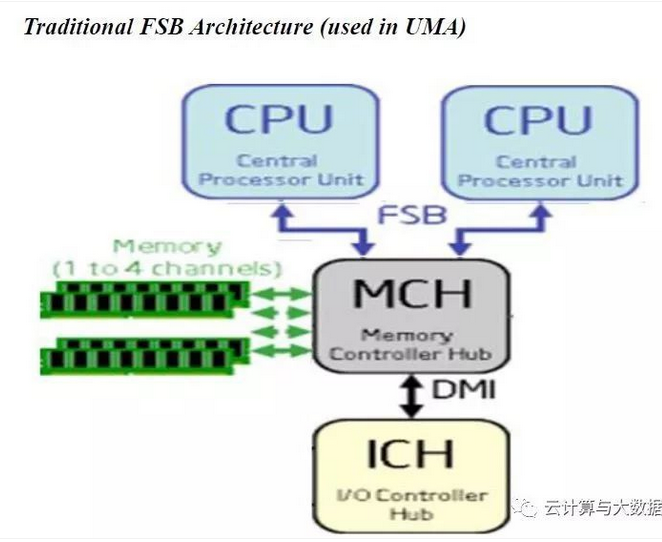 Traditional FSB Architecture (used in UMA)
CPU
Central
Processor Unit
CPU
Central
Processor Unit
FSB
Memory
(1 to 4 channels)
MCH
Memory
Controller Hub
DMI
ICH
I/O Controller
Hub
云计算与大数据